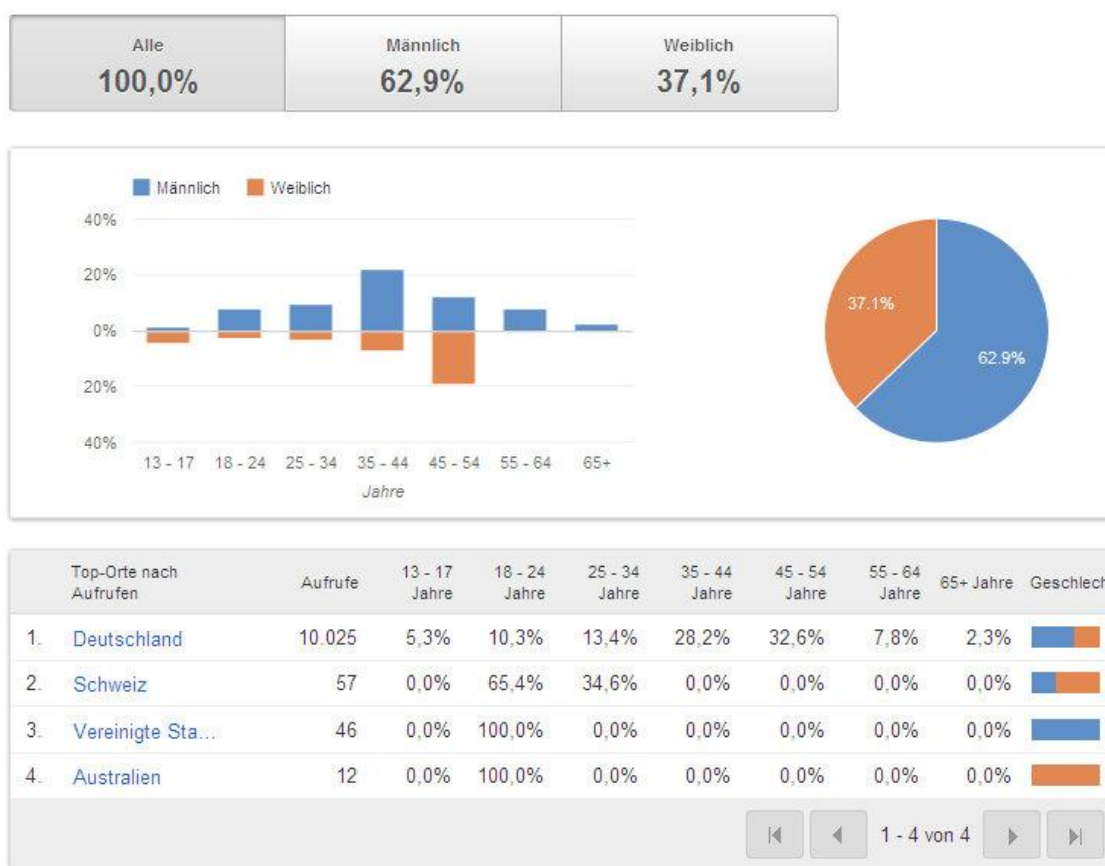 Alle Männlich Weiblich
100,0% 62,9% 37,1%
Männlich Weiblich
40%
20%
0%
20%
40%
13 - 17 18 - 24 25 - 34 35 - 44 45 - 54 55 - 64 65+
Jahre
37.1%
62.9%
Top-Orte nach Aufrufen Aufrufe 13 - 17 Jahre 18 - 24 Jahre 25 - 34 Jahre 35 - 44 Jahre 45 - 54 Jahre 55 - 64 Jahre 65+ Jahre Geschlech
1. Deutschland 10.025 5,3% 10,3% 13,4% 28,2% 32,6% 7,8% 2,3%
2. Schweiz 57 0,0% 65,4% 34,6% 0,0% 0,0% 0,0% 0,0%
3. Vereinigte Sta... 46 0,0% 100,0% 0,0% 0,0% 0,0% 0,0% 0,0%
4. Australien 12 0,0% 100,0% 0,0% 0,0% 0,0% 0,0% 0,0%
1 - 4 von 4